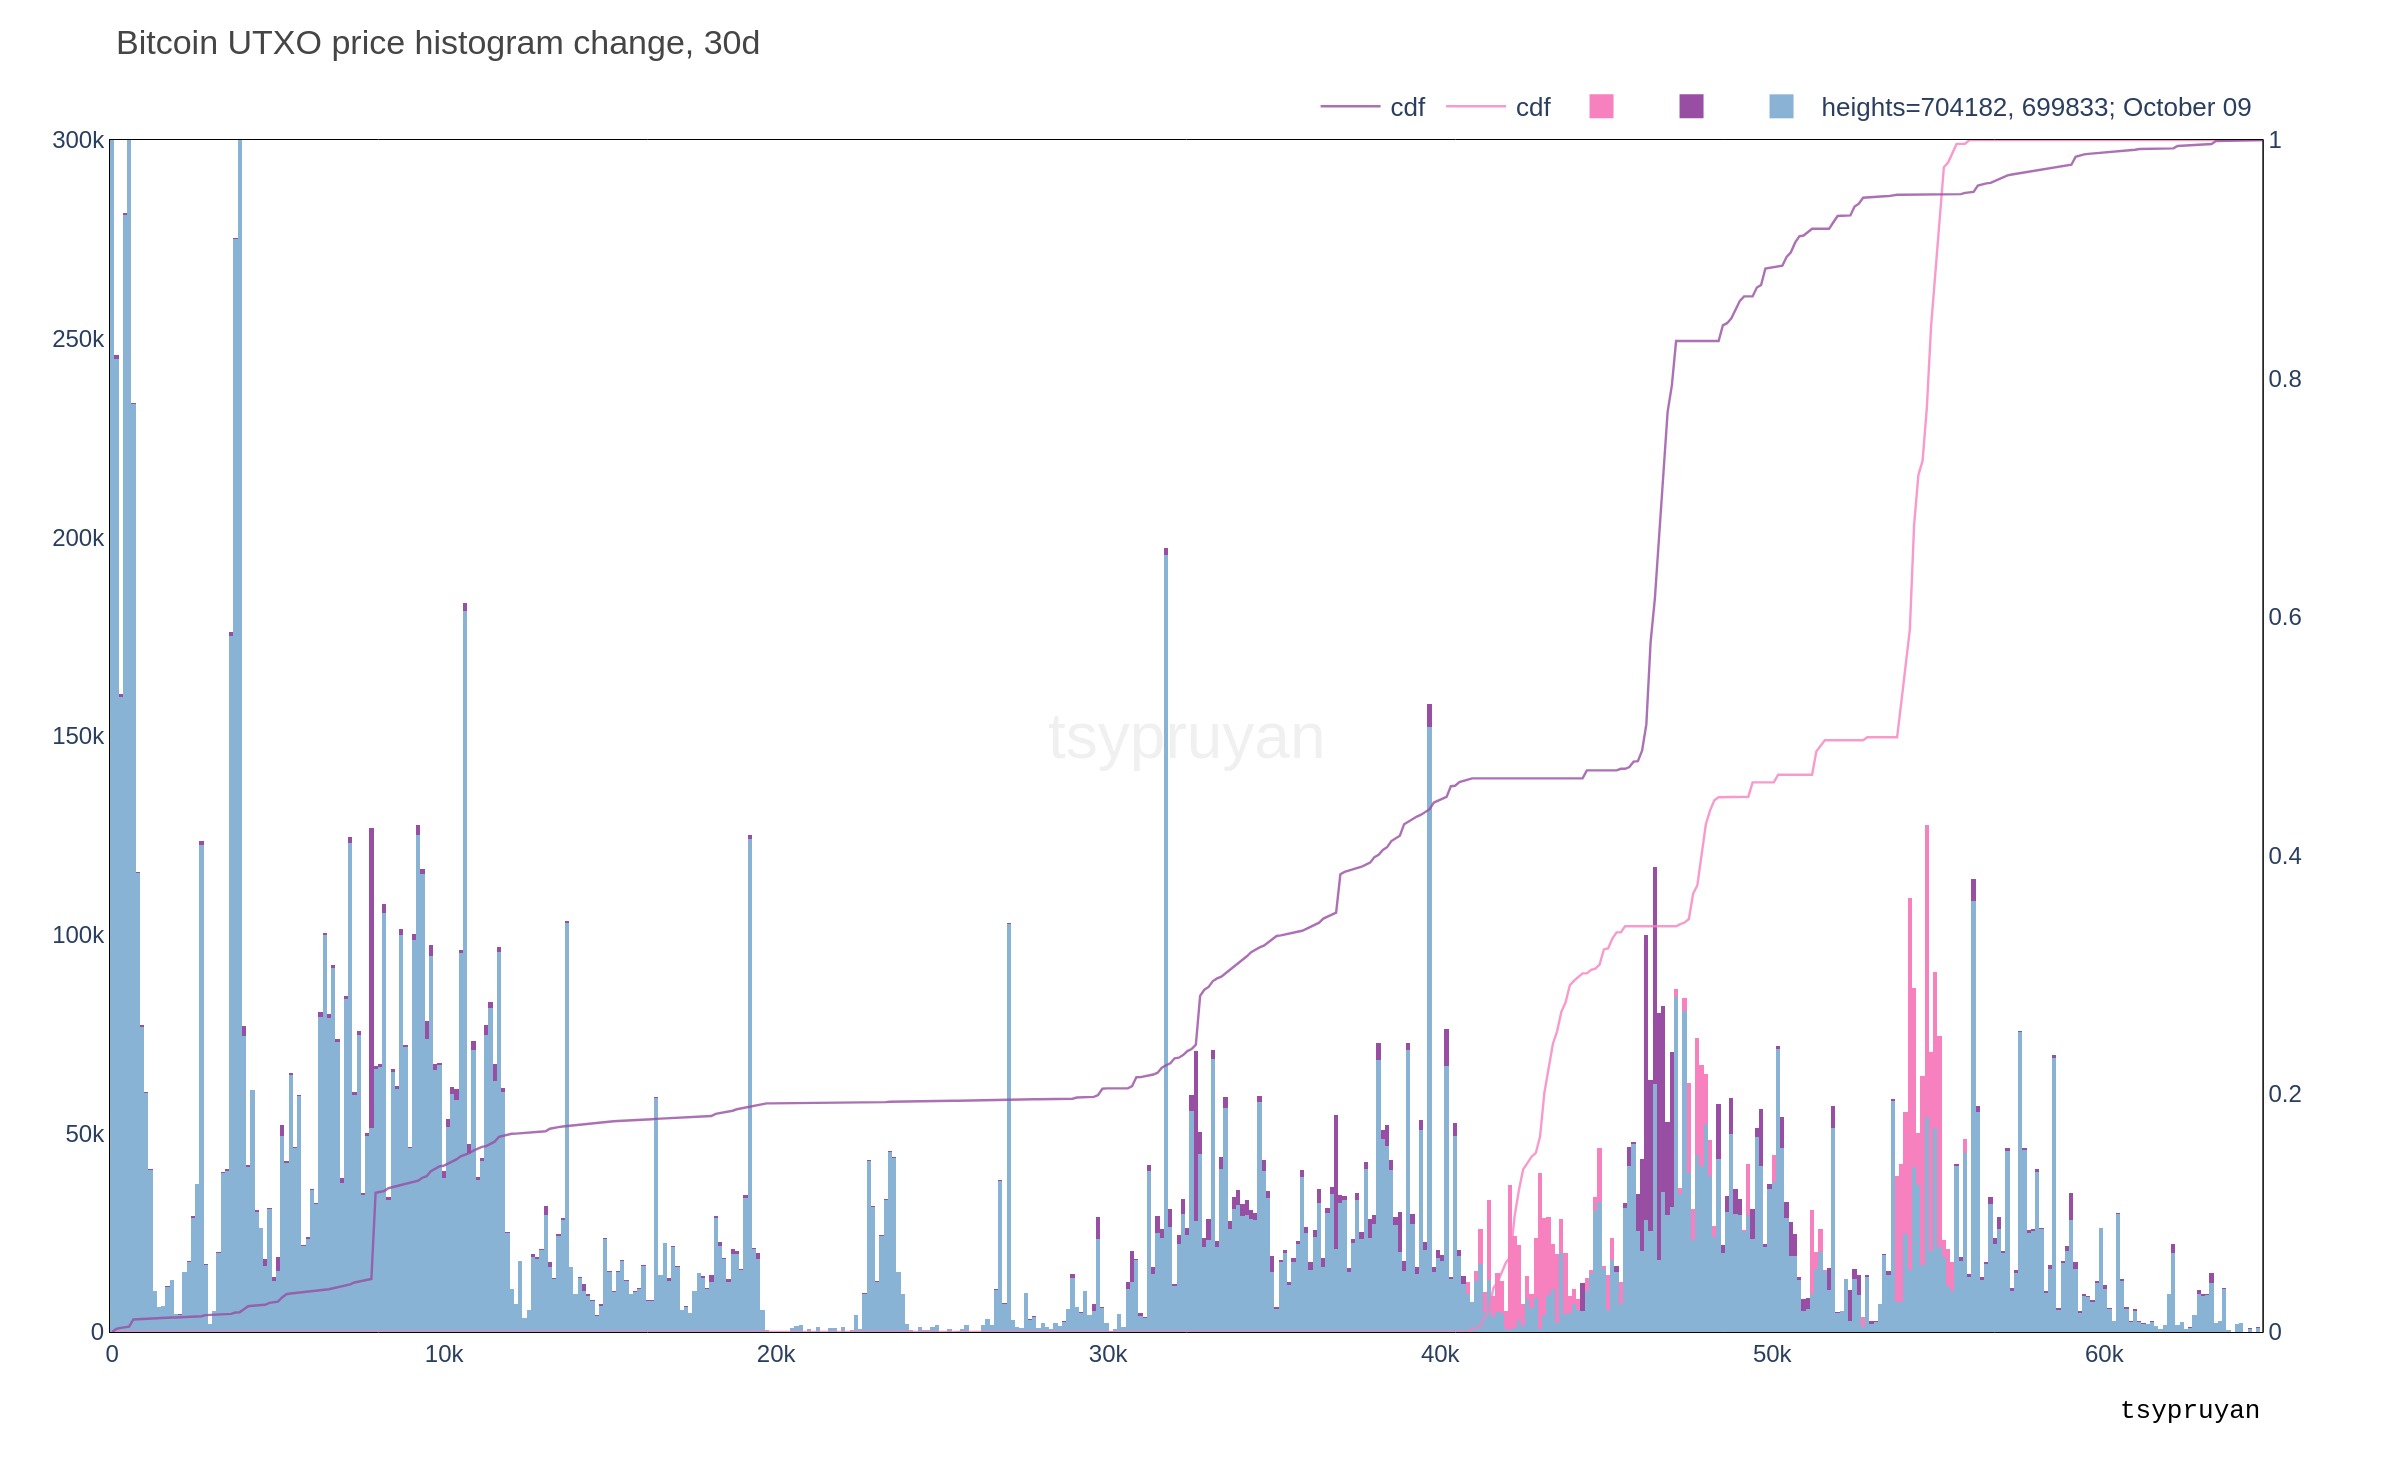 Bitcoin UTXO price histogram change, 30d
cdf cdf heights=704182, 699833; October 09
300k
250k
200k
150k
100k
50k
0
1
0.8
0.6
0.4
0.2
0
tsypruyan
0 10k 20k 30k 40k 50k 60k
tsypruyan